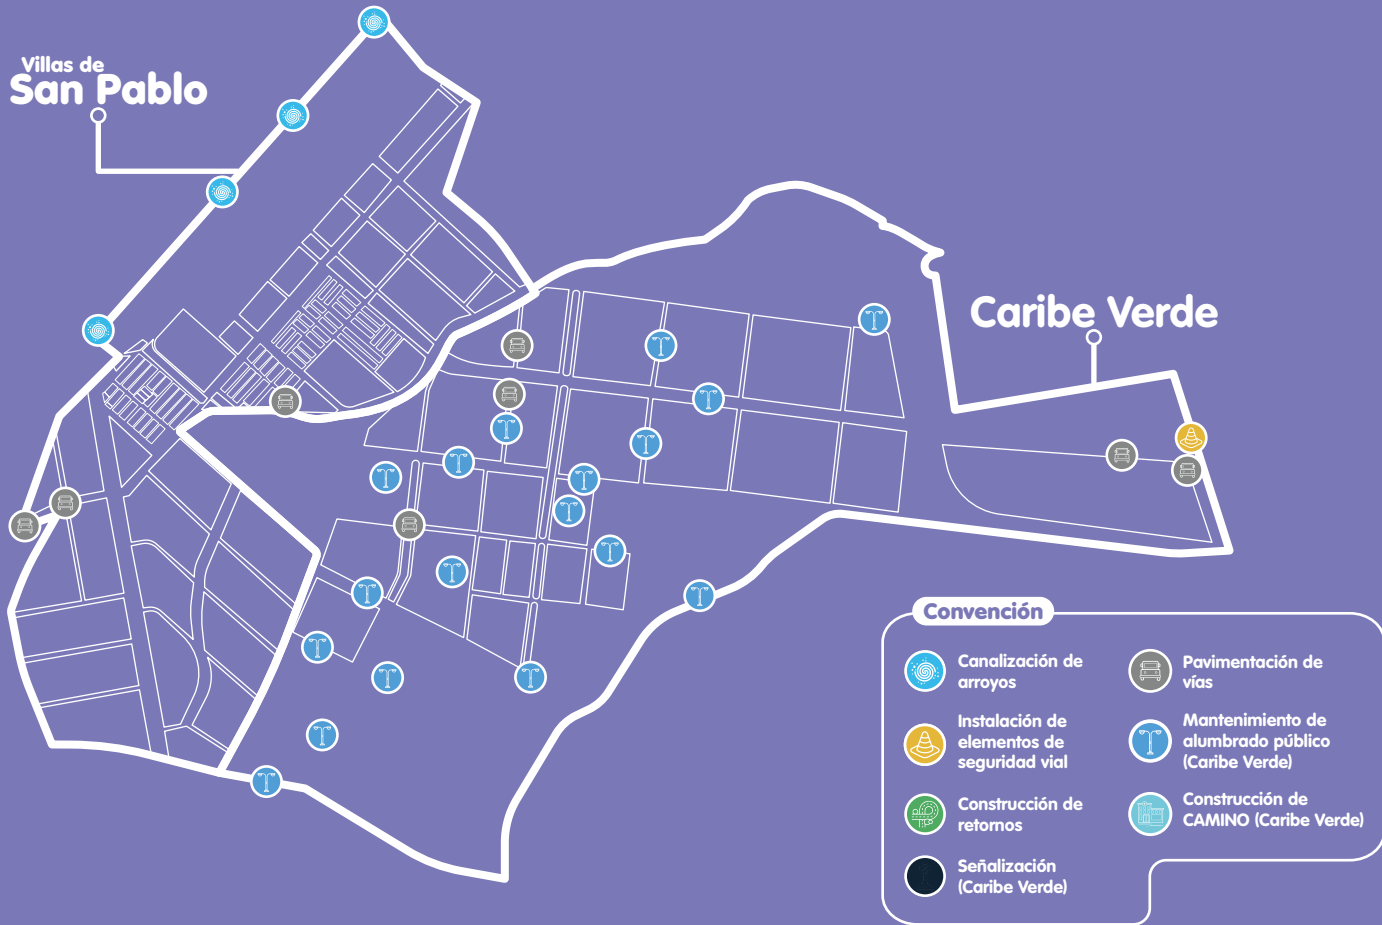 Villas de
San Pablo
Caribe Verde
Convención
Canalización de
arroyos
Instalación de
elementos de
seguridad vial
Construcción de
retornos
Señalización
(Caribe Verde)
Pavimentación de
vías
Mantenimiento de
alumbrado público
(Caribe Verde)
Construcción de
CAMINO (Caribe Verde)